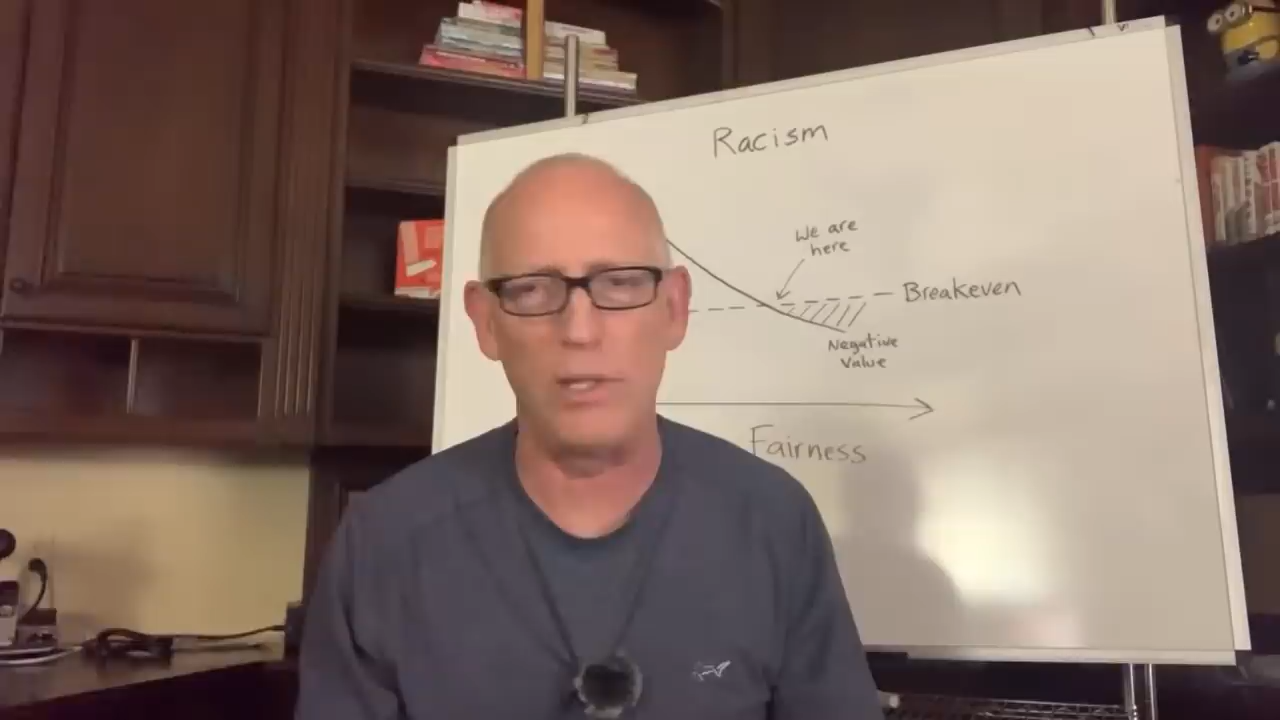 Racism
We are
here
Breakeven
Negative
Value
Fairness